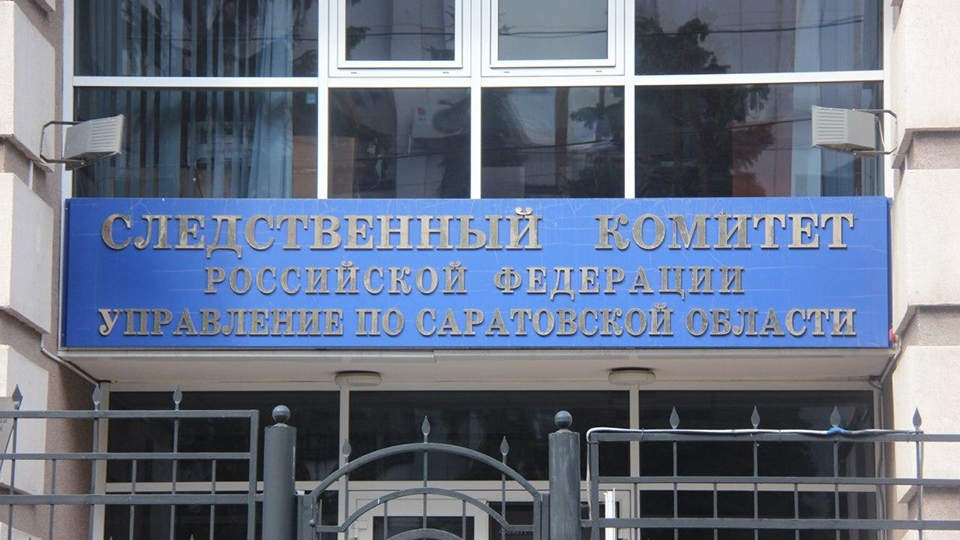 СЛЕДСТВЕННЫЙ КОМИТЕТ
РОССИЙСКОЙ ФЕДЕРАЦИИ
УПРАВЛЕНИЕ ПО САРАТОВСКОЙ ОБЛАСТИ